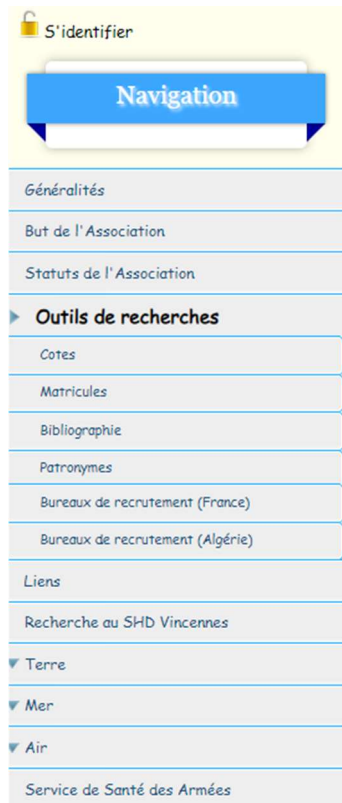 S'identifier
Navigation
Généralités
But de l'Association
Statuts de l'Association
Outils de recherches
Cotes
Matricules
Bibliographie
Patronymes
Bureaux de recrutement (France)
Bureaux de recrutement (Algérie)
Liens
Recherche au SHD Vincennes
Terre
Mer
Air
Service de Santé des Armées